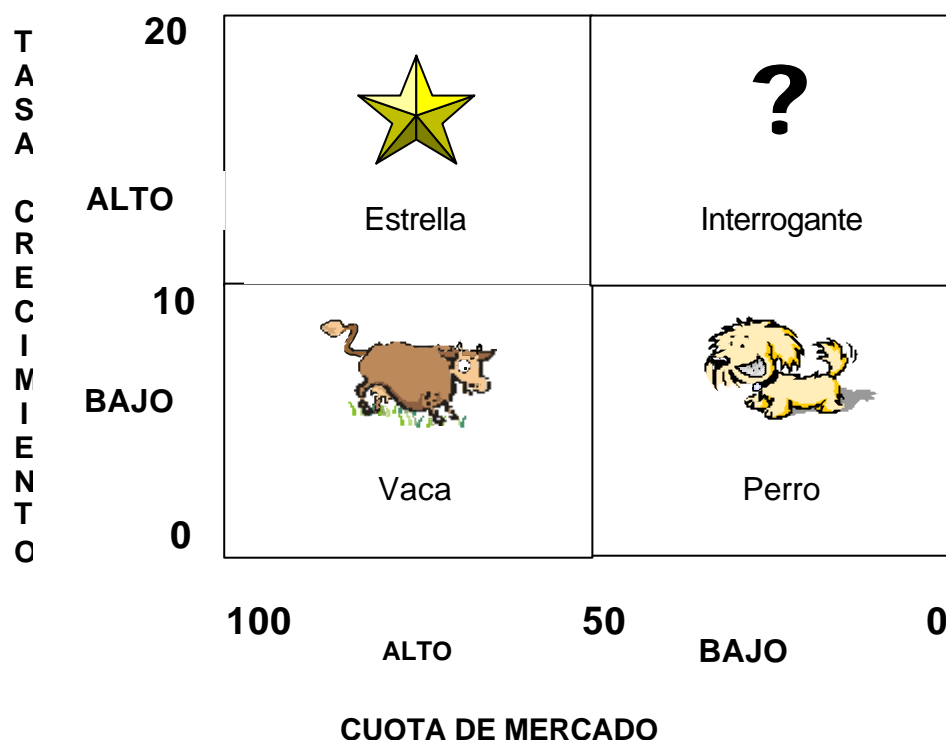 TASA CRECIMIENTO
20
?
ALTO
Estrella
Interrogante
10
BAJO
Vaca
Perro
0
100
50
0
ALTO
BAJO
CUOTA DE MERCADO